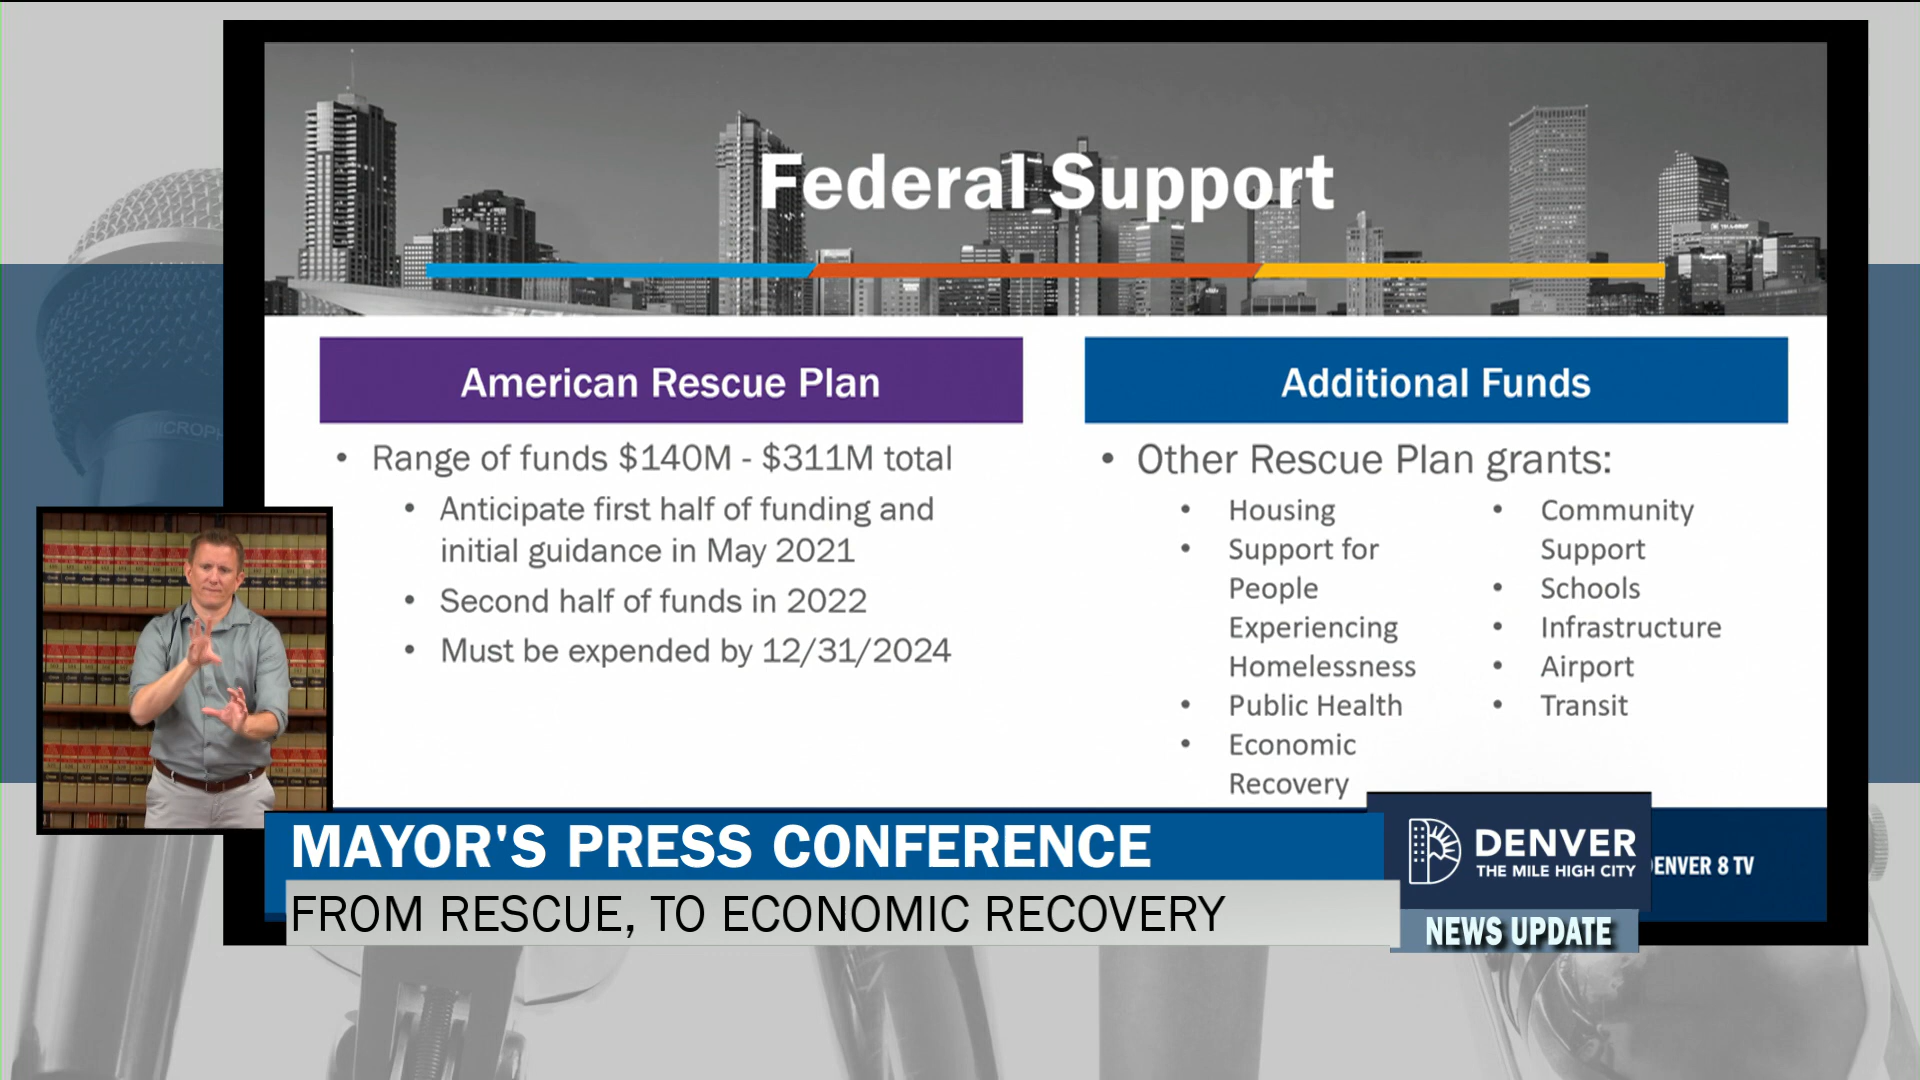 Federal Support
American Rescue Plan
• Range of funds $140M - $311M total
• Anticipate first half of funding and
initial guidance in May 2021
• Second half of funds in 2022
• Must be expended by 12/31/2024
Additional Funds
• Other Rescue Plan grants:
• Housing
• Support for
People
Experiencing
Homelessness
• Public Health
• Economic
Recovery
• Community
Support
• Schools
• Infrastructure
• Airport
• Transit
MAYOR'S PRESS CONFERENCE
FROM RESCUE, TO ECONOMIC RECOVERY
DENVER
THE MILE HIGH CITY
NEWS UPDATE
DENVER 8 TV